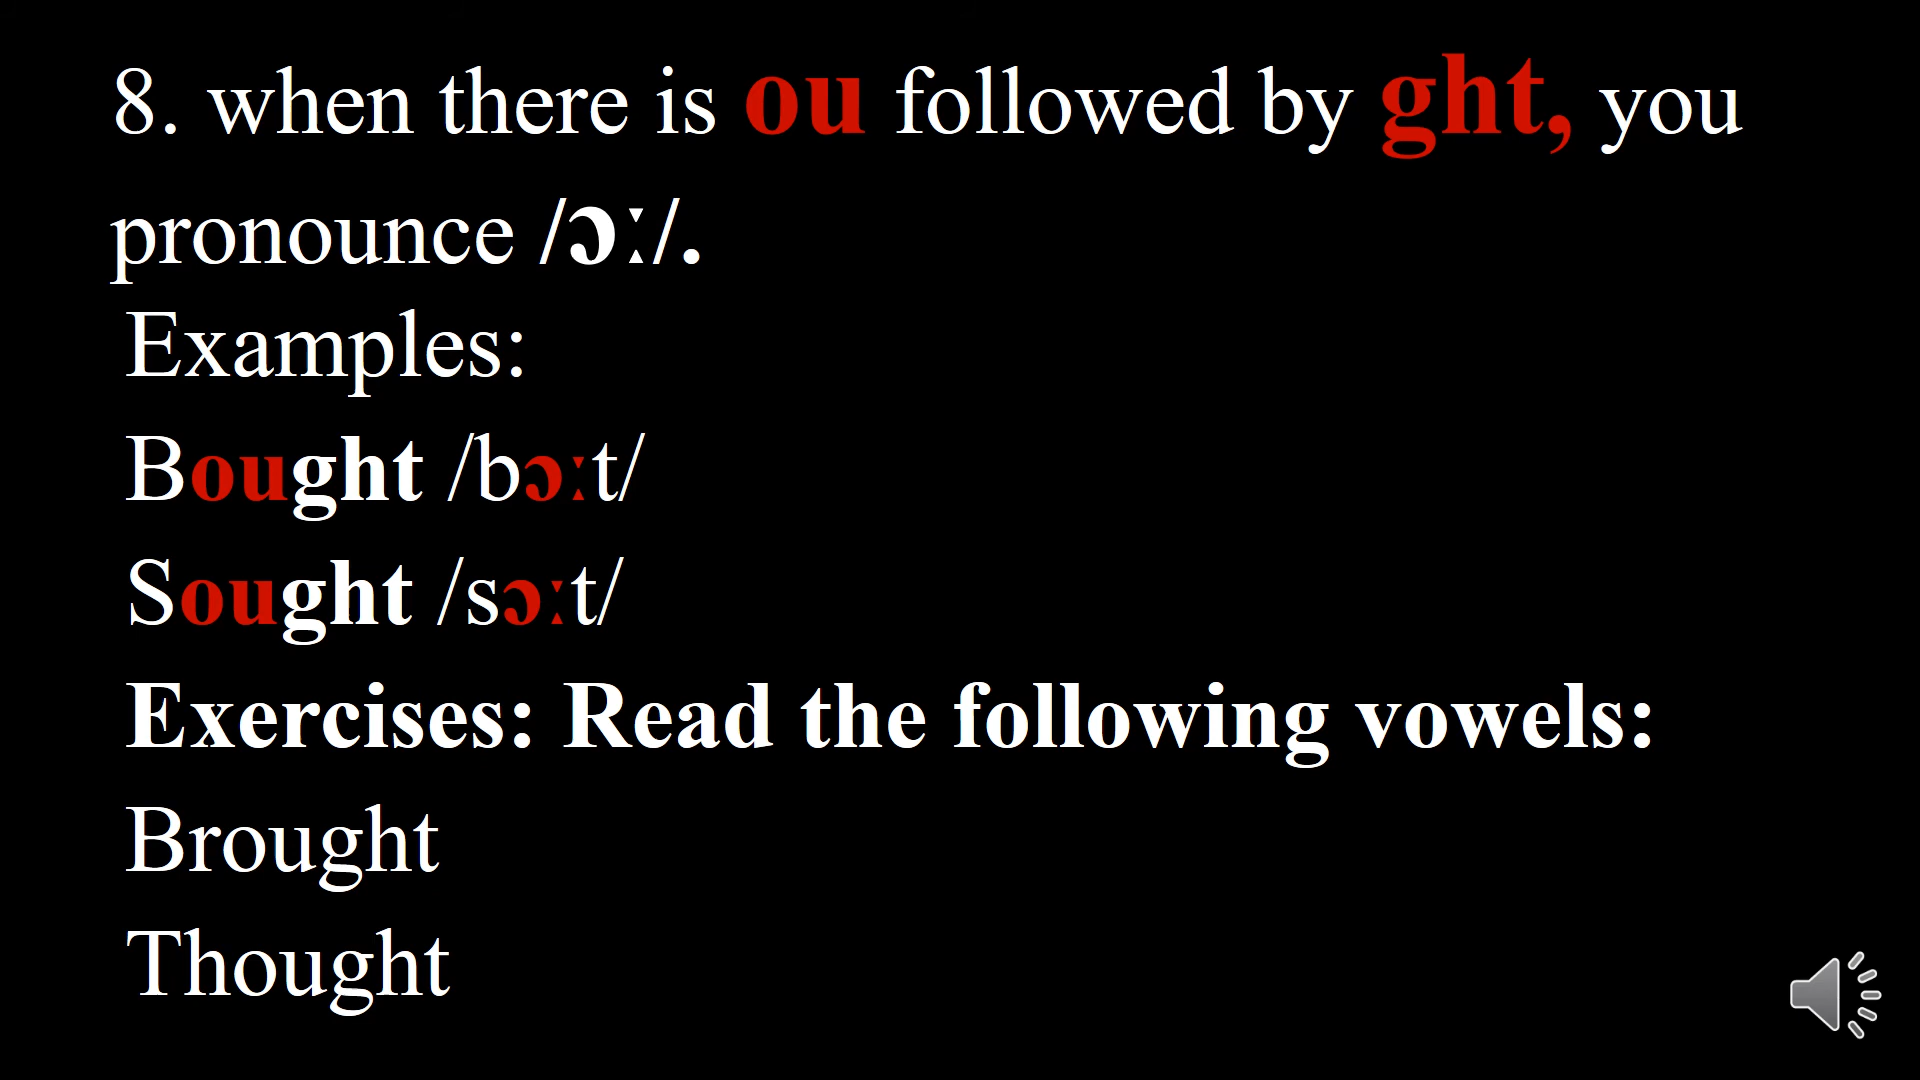 8. when there is ou followed by ght, you
pronounce /ɔː/.
Examples:
Bought /bɔːt/
Sought /sɔːt/
Exercises: Read the following vowels:
Brought
Thought